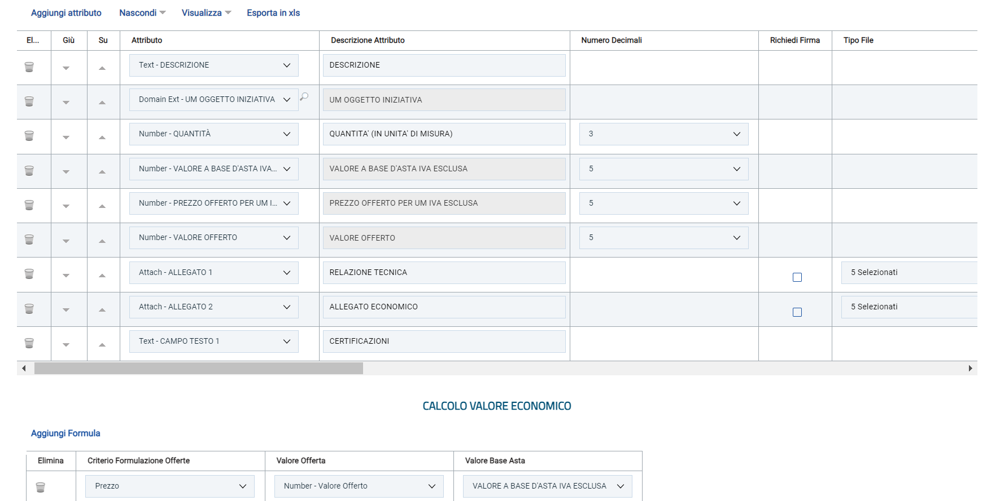 Aggiungi attributo Nascondi Visualizza Esporta in xls
El... Giù Su Attributo Descrizione Attributo Numero Decimali Richiedi Firma Tipo File
Text - DESCRIZIONE DESCRIZIONE
Domain Ext - UM OGGETTO INIZIATIVA UM OGGETTO INIZIATIVA
Number - QUANTITÀ QUANTITA' (IN UNITA' DI MISURA) 3
Number - VALORE A BASE D'ASTA IVA... VALORE A BASE D'ASTA IVA ESCLUSA 5
Number - PREZZO OFFERTO PER UM I... PREZZO OFFERTO PER UM IVA ESCLUSA 5
Number - VALORE OFFERTO VALORE OFFERTO 5
Attach - ALLEGATO 1 RELAZIONE TECNICA 5 Selezionati
Attach - ALLEGATO 2 ALLEGATO ECONOMICO 5 Selezionati
Text - CAMPO TESTO 1 CERTIFICAZIONI
CALCOLO VALORE ECONOMICO
Aggiungi Formula
Elimina Criterio Formulazione Offerte Valore Offerta Valore Base Asta
Prezzo Number - Valore Offerto VALORE A BASE D'ASTA IVA ESCLUSA